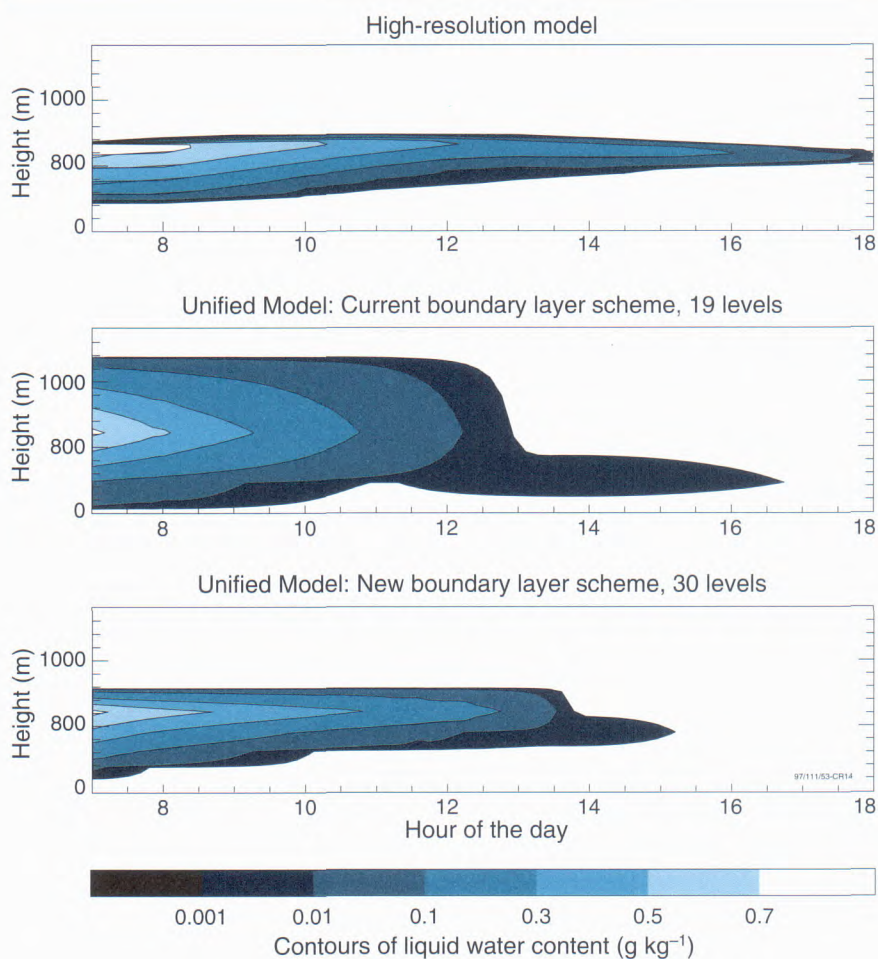 High-resolution model
Height (m)
1000
800
0
8 10 12 14 16 18
Unified Model: Current boundary layer scheme, 19 levels
Height (m)
1000
800
0
8 10 12 14 16 18
Unified Model: New boundary layer scheme, 30 levels
Height (m)
1000
800
0
97/111/53-CR14
8 10 12 14 16 18
Hour of the day
0.001 0.01 0.1 0.3 0.5 0.7
Contours of liquid water content (g kg⁻¹)